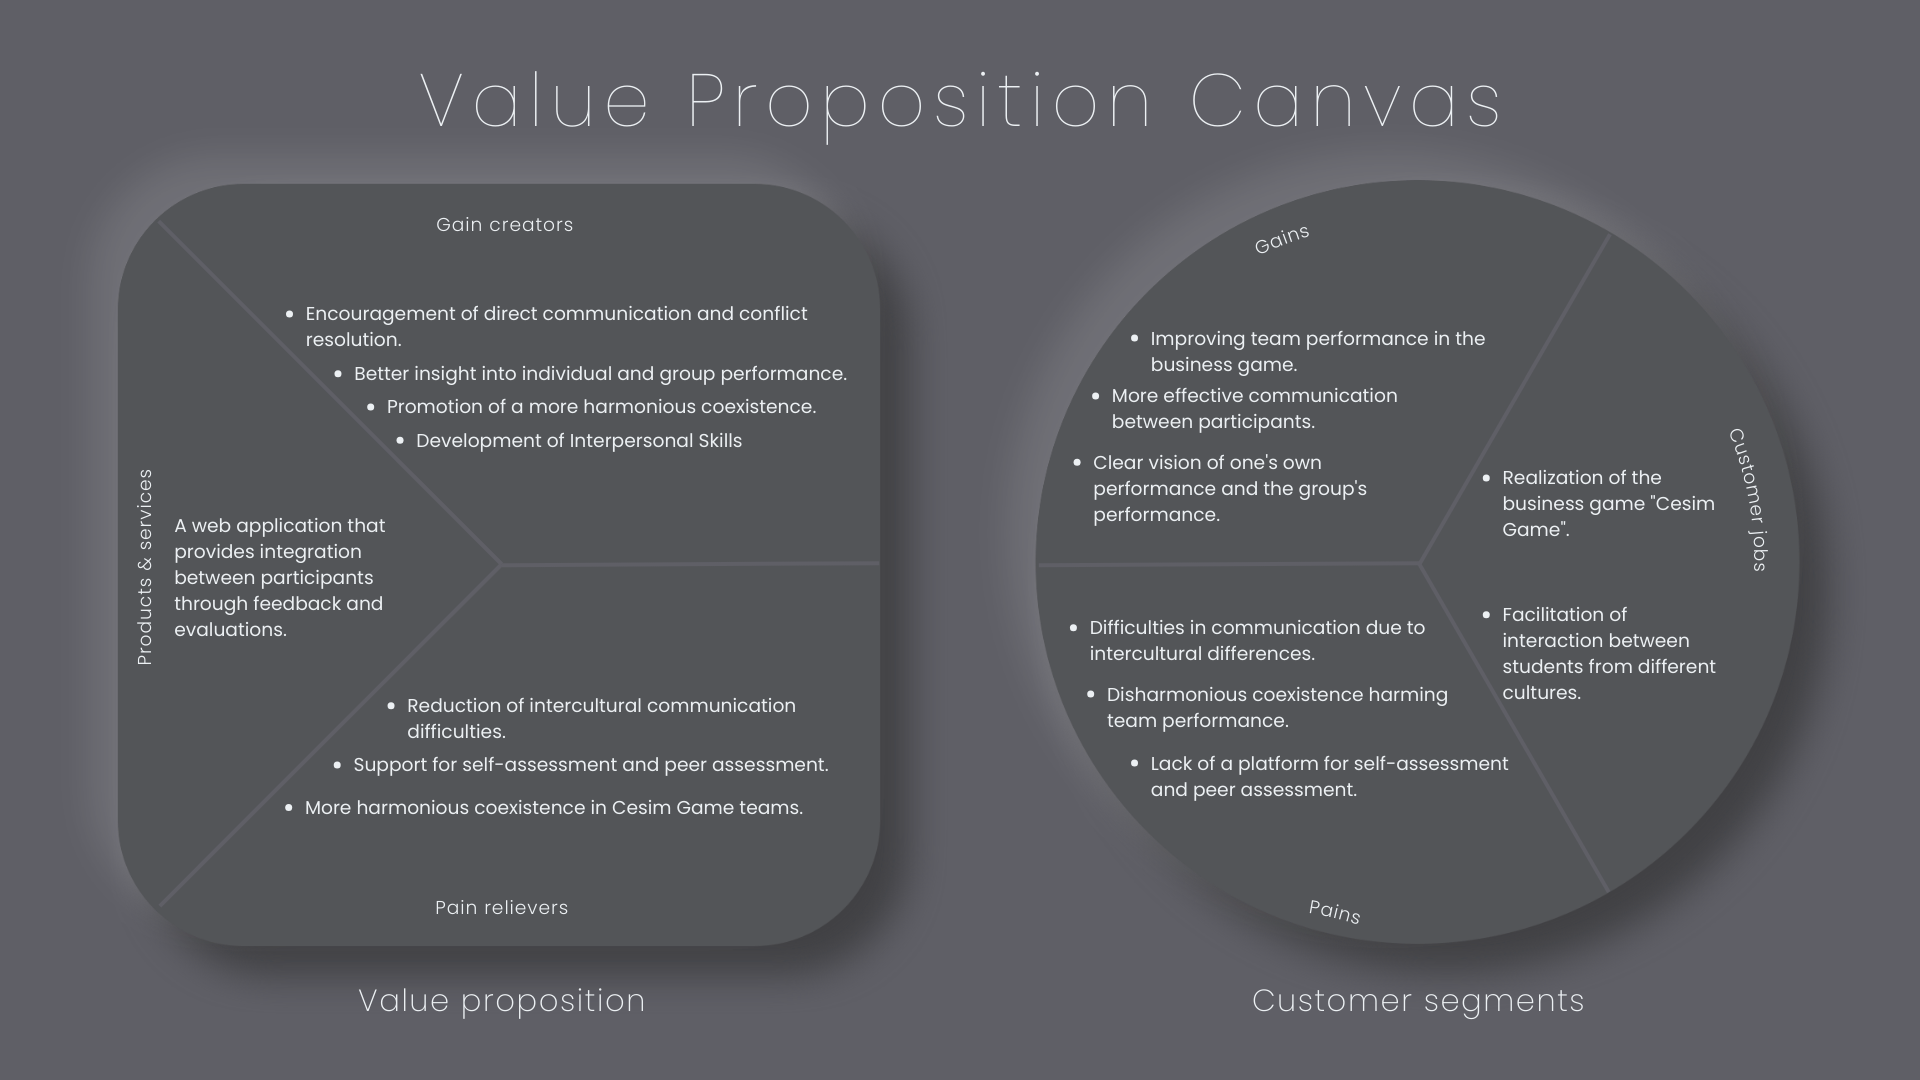 Value Proposition Canvas
Gain creators
Encouragement of direct communication and conflict
resolution.
Better insight into individual and group performance.
Promotion of a more harmonious coexistence.
Development of Interpersonal Skills
Products & services
A web application that
provides integration
between participants
through feedback and
evaluations.
Reduction of intercultural communication
difficulties.
Support for self-assessment and peer assessment.
More harmonious coexistence in Cesim Game teams.
Pain relievers
Value proposition
Gains
Improving team performance in the
business game.
More effective communication
between participants.
Clear vision of one's own
performance and the group's
performance.
Customer jobs
Realization of the
business game "Cesim
Game".
Facilitation of
interaction between
students from different
cultures.
Difficulties in communication due to
intercultural differences.
Disharmonious coexistence harming
team performance.
Lack of a platform for self-assessment
and peer assessment.
Pains
Customer segments